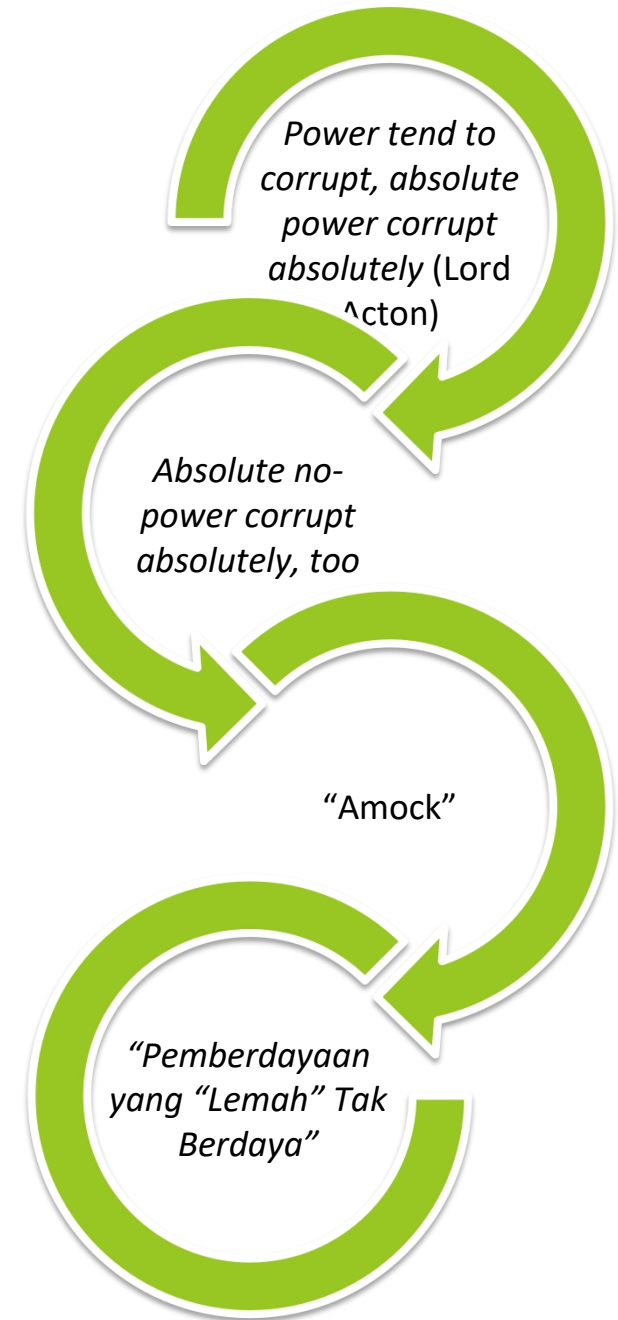 Power tend to
corrupt, absolute
power corrupt
absolutely (Lord
Acton)
Absolute no-
power corrupt
absolutely, too
“Amock”
“Pemberdayaan
yang “Lemah” Tak
Berdaya”